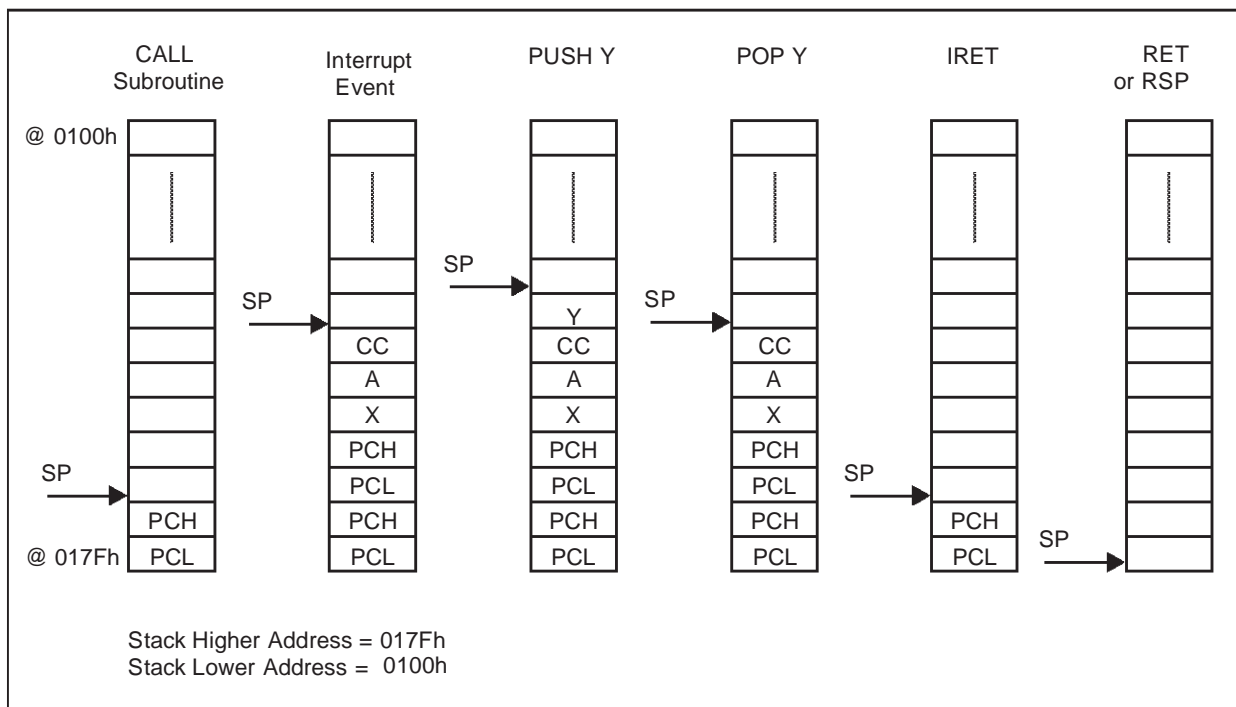 CALL
Subroutine
Interrupt
Event
PUSH Y
POP Y
IRET
RET
or RSP
@ 0100h
SP
SP
SP
Y
SP
CC
CC
CC
A
A
A
X
X
X
PCH
PCH
PCH
SP
PCL
PCL
PCL
SP
PCH
PCH
PCH
PCH
PCH
@ 017Fh
PCL
PCL
PCL
PCL
PCL
SP
Stack Higher Address = 017Fh
Stack Lower Address = 0100h